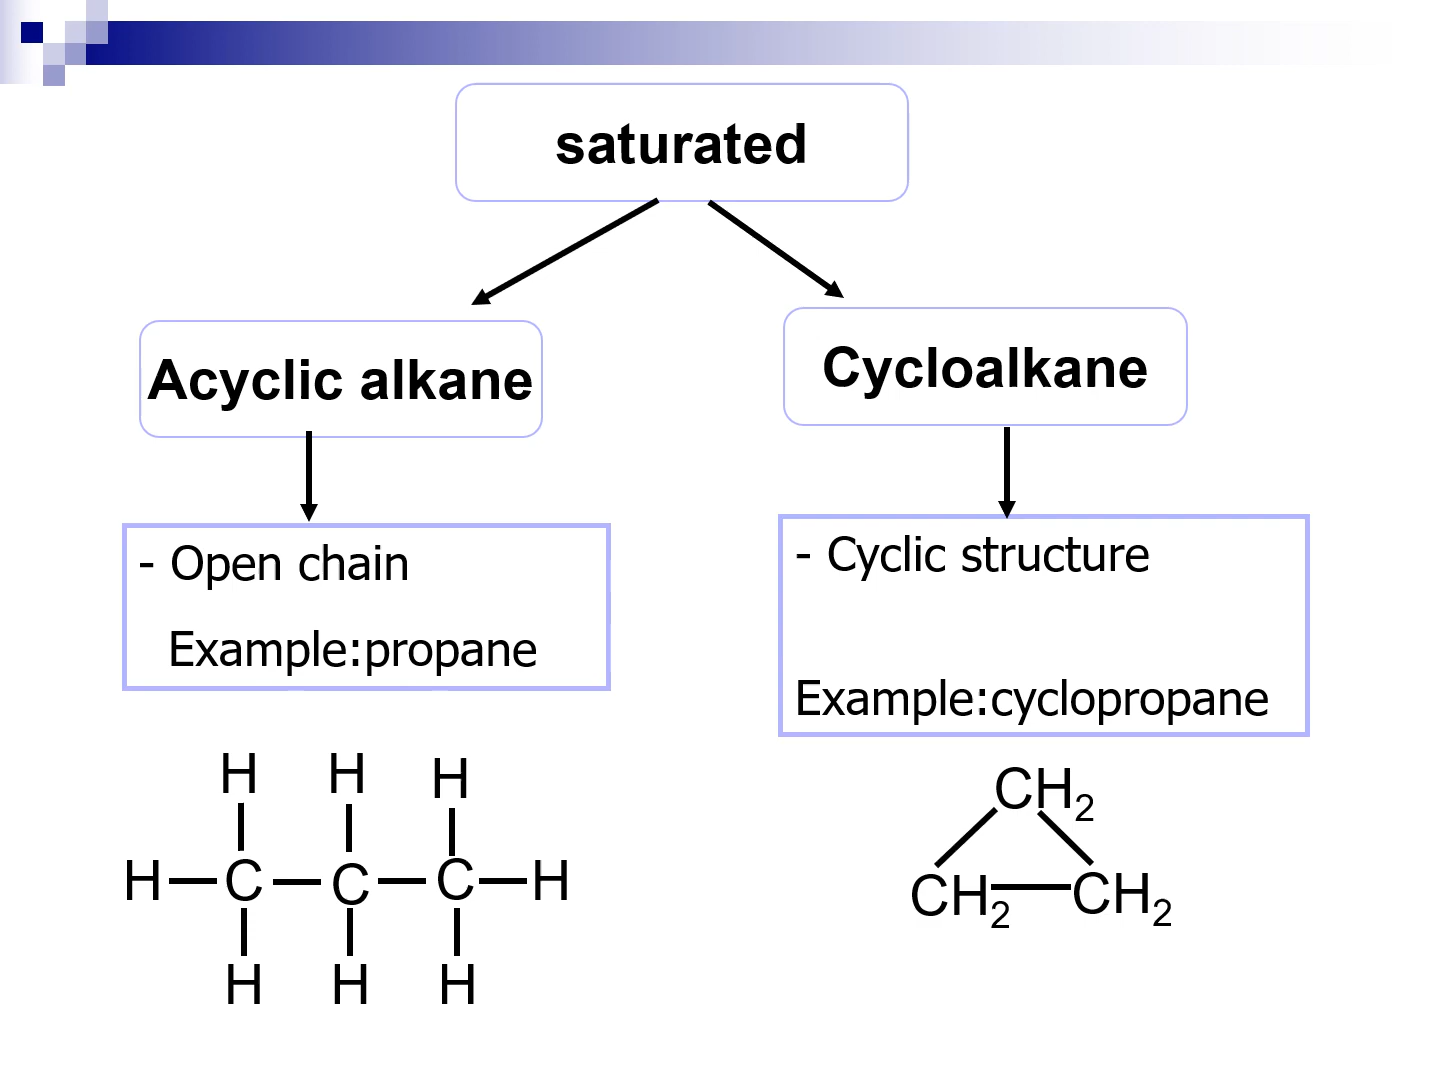 saturated
Acyclic alkane
Cycloalkane
- Open chain
Example:propane
- Cyclic structure
Example:cyclopropane
H H H
H C C C H
H H H
CH2
CH2 CH2